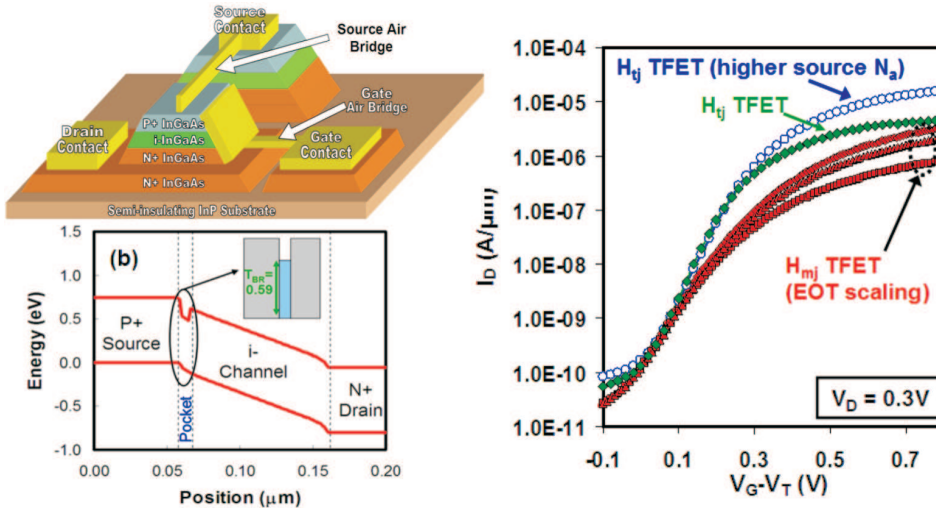 Source
Contact
Source Air
Bridge
Gate
Air Bridge
Drain
Contact
P+ InGaAs
i-InGaAs
N+ InGaAs
N+ InGaAs
Gate
Contact
Semi-insulating InP Substrate
(b)
T_BR=
0.59
P+
Source
i-
Channel
N+
Drain
Pocket
Energy (eV)
1.5
1.0
0.5
0.0
-0.5
-1.0
0.00 0.05 0.10 0.15 0.20
Position (μm)
H_tj TFET (higher source N_a)
H_tj TFET
H_mj TFET
(EOT scaling)
V_D = 0.3V
I_D (A/μm)
1.0E-04
1.0E-05
1.0E-06
1.0E-07
1.0E-08
1.0E-09
1.0E-10
1.0E-11
-0.1 0.1 0.3 0.5 0.7
V_G-V_T (V)